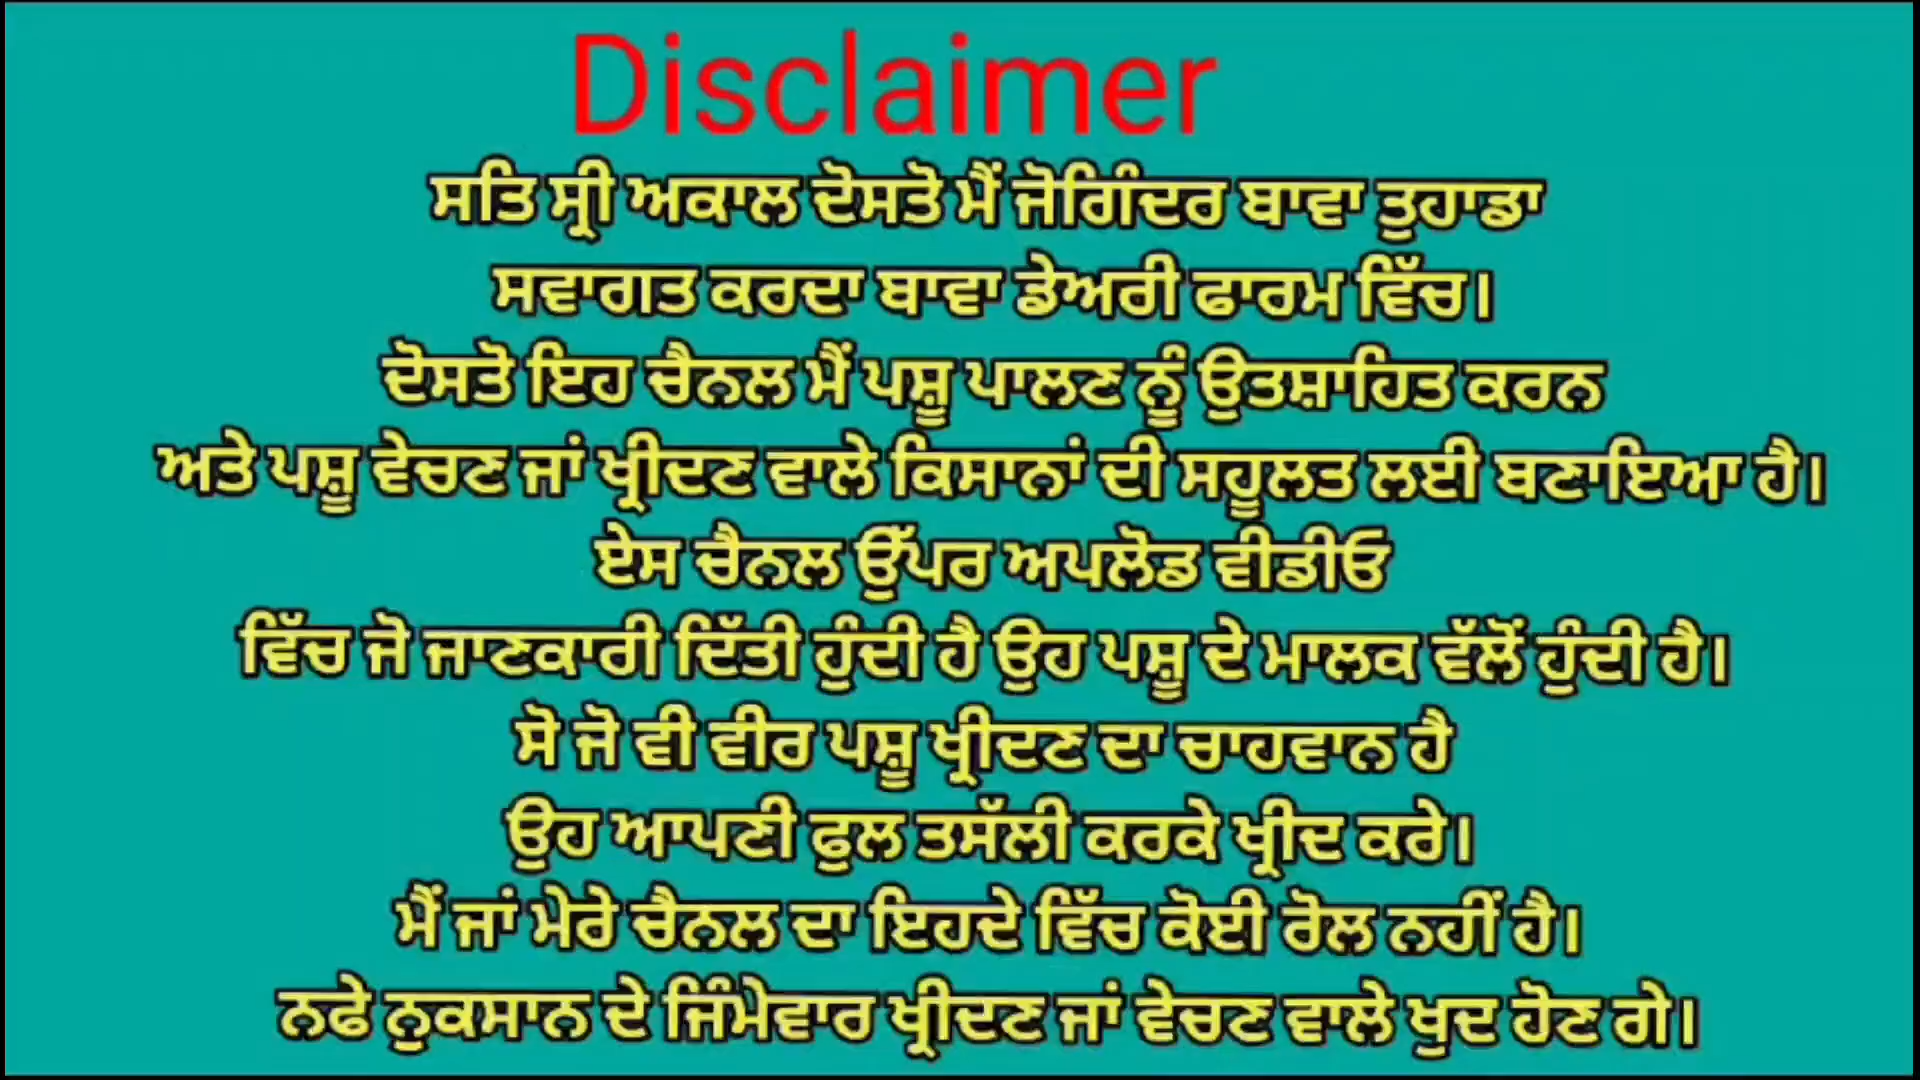 Disclaimer
ਸਤਿ ਸ੍ਰੀ ਅਕਾਲ ਦੋਸਤੋ ਮੈਂ ਜੋਗਿੰਦਰ ਬਾਵਾ ਤੁਹਾਡਾ
ਸਵਾਗਤ ਕਰਦਾ ਬਾਵਾ ਡੇਅਰੀ ਫਾਰਮ ਵਿੱਚ।
ਦੋਸਤੋ ਇਹ ਚੈਨਲ ਮੈਂ ਪਸ਼ੂ ਪਾਲਣ ਨੂੰ ਉਤਸ਼ਾਹਿਤ ਕਰਨ
ਅਤੇ ਪਸ਼ੂ ਵੇਚਣ ਜਾਂ ਖ੍ਰੀਦਣ ਵਾਲੇ ਕਿਸਾਨਾਂ ਦੀ ਸਹੂਲਤ ਲਈ ਬਣਾਇਆ ਹੈ।
ਏਸ ਚੈਨਲ ਉੱਪਰ ਅਪਲੋਡ ਵੀਡੀਓ
ਵਿੱਚ ਜੋ ਜਾਣਕਾਰੀ ਦਿੱਤੀ ਹੁੰਦੀ ਹੈ ਉਹ ਪਸ਼ੂ ਦੇ ਮਾਲਕ ਵੱਲੋਂ ਹੁੰਦੀ ਹੈ।
ਸੋ ਜੋ ਵੀ ਵੀਰ ਪਸ਼ੂ ਖ੍ਰੀਦਣ ਦਾ ਚਾਹਵਾਨ ਹੈ
ਉਹ ਆਪਣੀ ਫੁਲ ਤਸੱਲੀ ਕਰਕੇ ਖ੍ਰੀਦ ਕਰੇ।
ਮੈਂ ਜਾਂ ਮੇਰੇ ਚੈਨਲ ਦਾ ਇਹਦੇ ਵਿੱਚ ਕੋਈ ਰੋਲ ਨਹੀਂ ਹੈ।
ਨਫੇ ਨੁਕਸਾਨ ਦੇ ਜਿੰਮੇਵਾਰ ਖ੍ਰੀਦਣ ਜਾਂ ਵੇਚਣ ਵਾਲੇ ਖੁਦ ਹੋਣ ਗੇ।